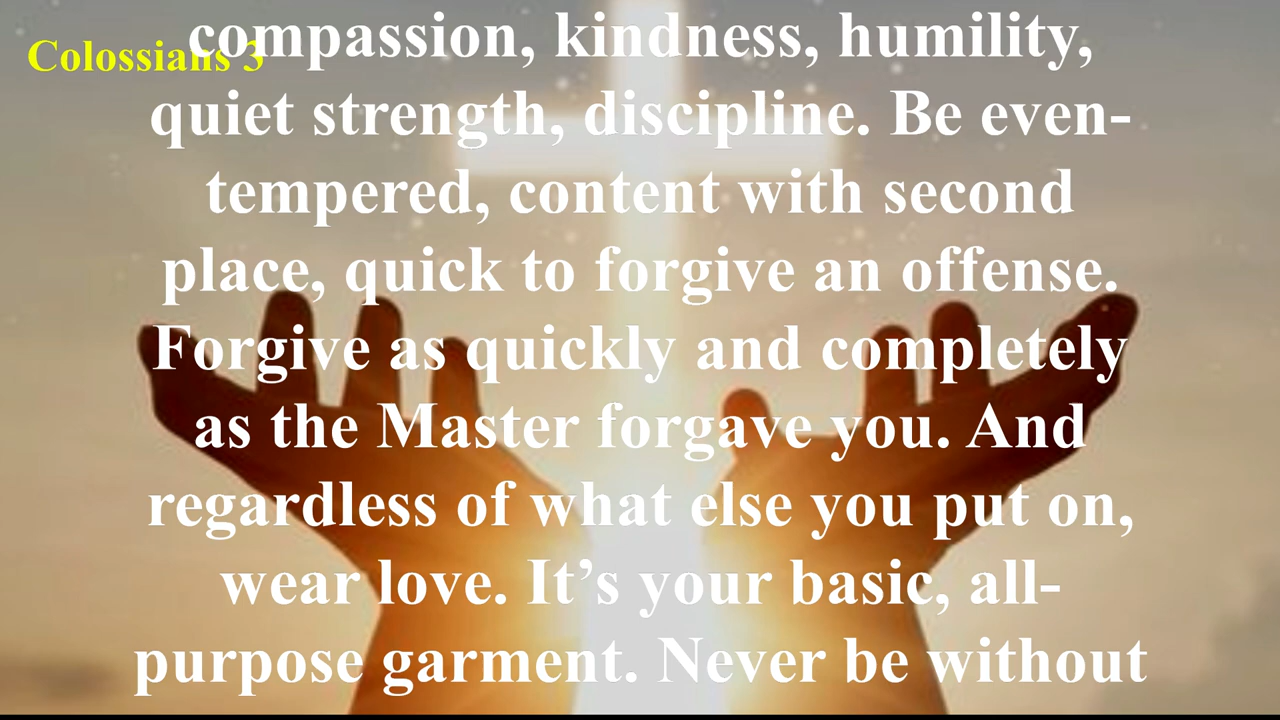 Colossians 3
compassion, kindness, humility,
quiet strength, discipline. Be even-
tempered, content with second
place, quick to forgive an offense.
Forgive as quickly and completely
as the Master forgave you. And
regardless of what else you put on,
wear love. It’s your basic, all-
purpose garment. Never be without